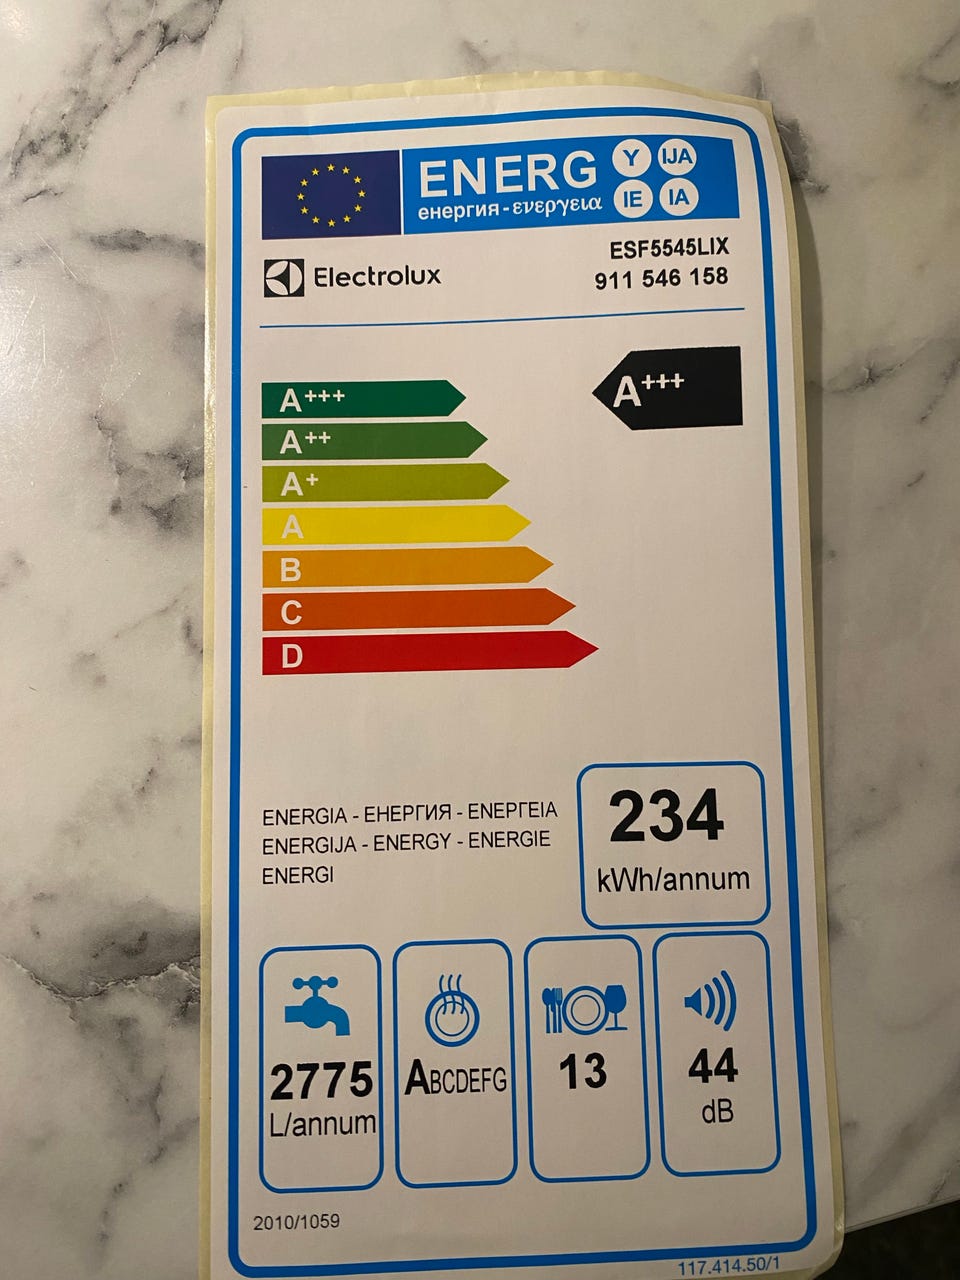 ENERG Y IJA
енергия - ενεργεια IE IA
Electrolux
ESF5545LIX
911 546 158
A+++
A+++
A++
A+
A
B
C
D
ENERGIA - ЕНЕРГИЯ - ΕΝΕΡΓΕΙΑ
ENERGIJA - ENERGY - ENERGIE
ENERGI
234
kWh/annum
2775
L/annum
ABCDEFG
13
44
dB
2010/1059
117.414.50/1